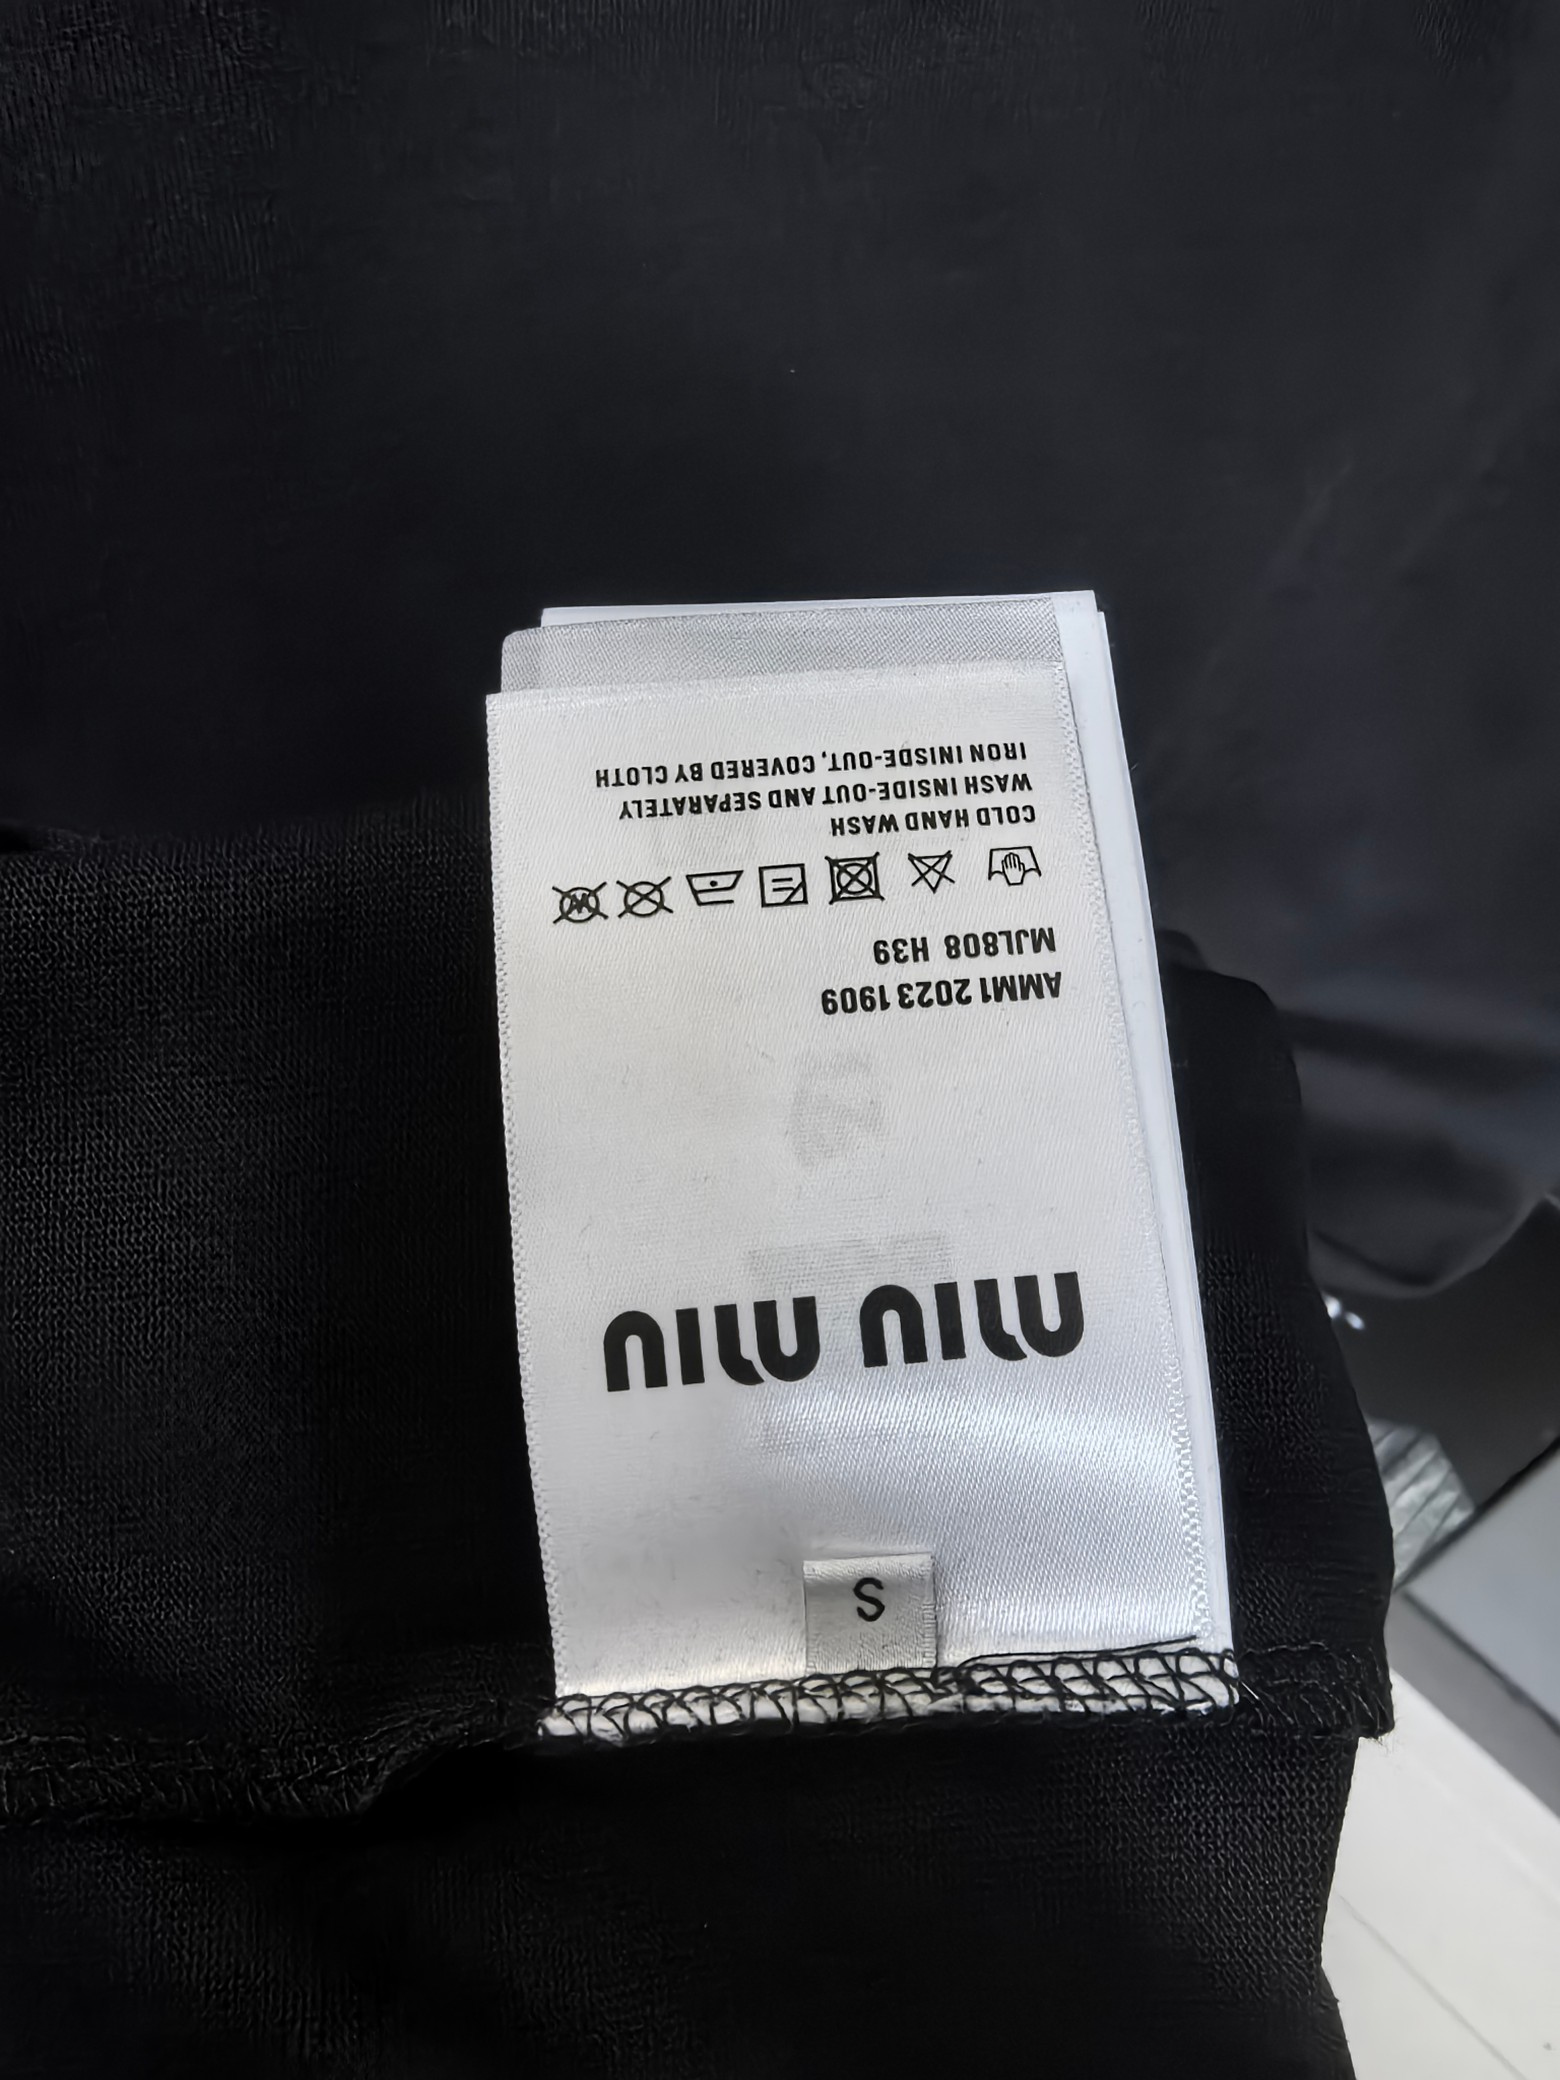 S
miu miu
AMM1 2023 1909
MJL808 H39
COLD HAND WASH
WASH INSIDE-OUT AND SEPARATELY
IRON INISDE-OUT, COVERED BY CLOTH